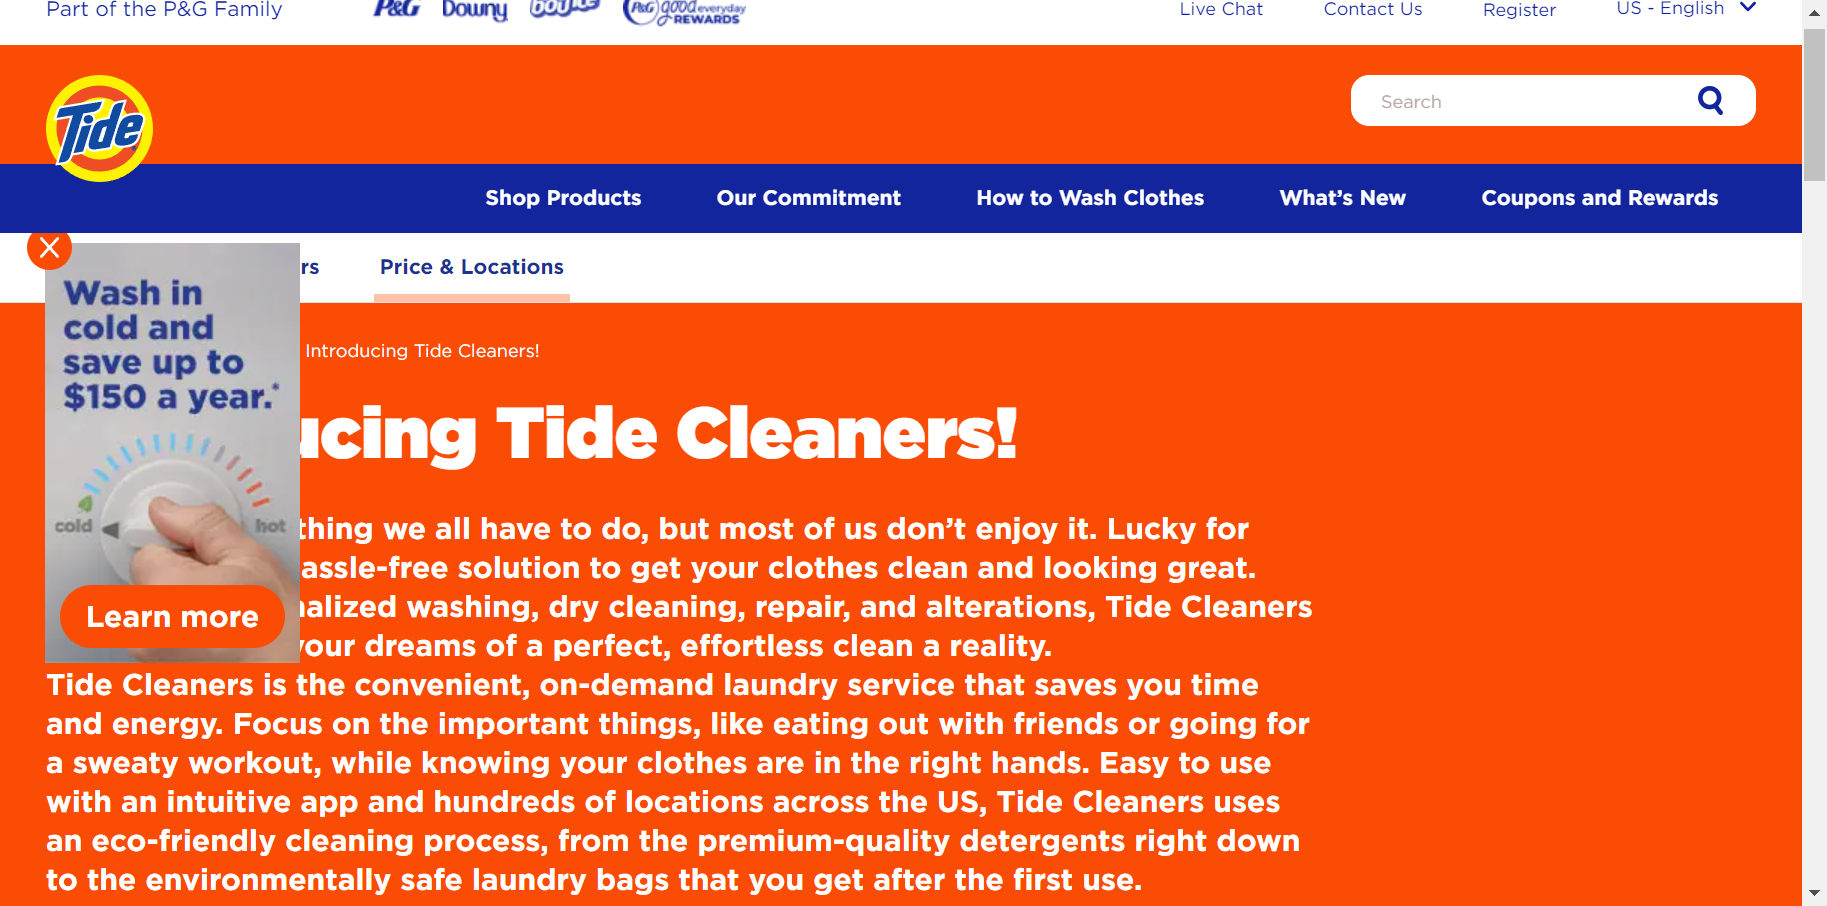 Part of the P&G Family
P&G
Downy
bounce
P&G good everyday REWARDS
Live Chat
Contact Us
Register
US - English
Tide
Search
Shop Products
Our Commitment
How to Wash Clothes
What's New
Coupons and Rewards
rs
Price & Locations
Wash in
cold and
save up to
$150 a year.*
cold
hot
Learn more
Introducing Tide Cleaners!
ucing Tide Cleaners!
thing we all have to do, but most of us don't enjoy it. Lucky for
assle-free solution to get your clothes clean and looking great.
nalized washing, dry cleaning, repair, and alterations, Tide Cleaners
your dreams of a perfect, effortless clean a reality.
Tide Cleaners is the convenient, on-demand laundry service that saves you time
and energy. Focus on the important things, like eating out with friends or going for
a sweaty workout, while knowing your clothes are in the right hands. Easy to use
with an intuitive app and hundreds of locations across the US, Tide Cleaners uses
an eco-friendly cleaning process, from the premium-quality detergents right down
to the environmentally safe laundry bags that you get after the first use.